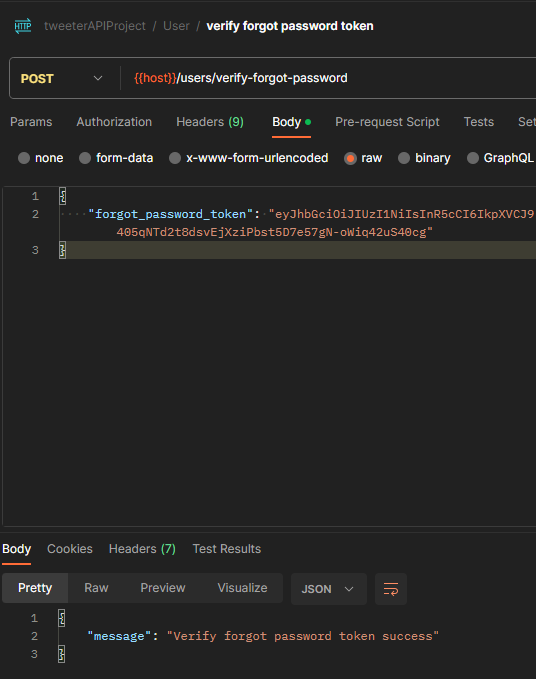 HTTP tweeterAPIProject / User / verify forgot password token
POST {{host}}/users/verify-forgot-password
Params Authorization Headers (9) Body Pre-request Script Tests Set
none form-data x-www-form-urlencoded raw binary GraphQL
1 {
2 "forgot_password_token": "eyJhbGciOiJIUzI1NiIsInR5cCI6IkpXVCJ9
405qNTd2t8dsvEjXziPbst5D7e57gN-oWiq42uS40cg"
3 }
Body Cookies Headers (7) Test Results
Pretty Raw Preview Visualize JSON
1 {
2 "message": "Verify forgot password token success"
3 }